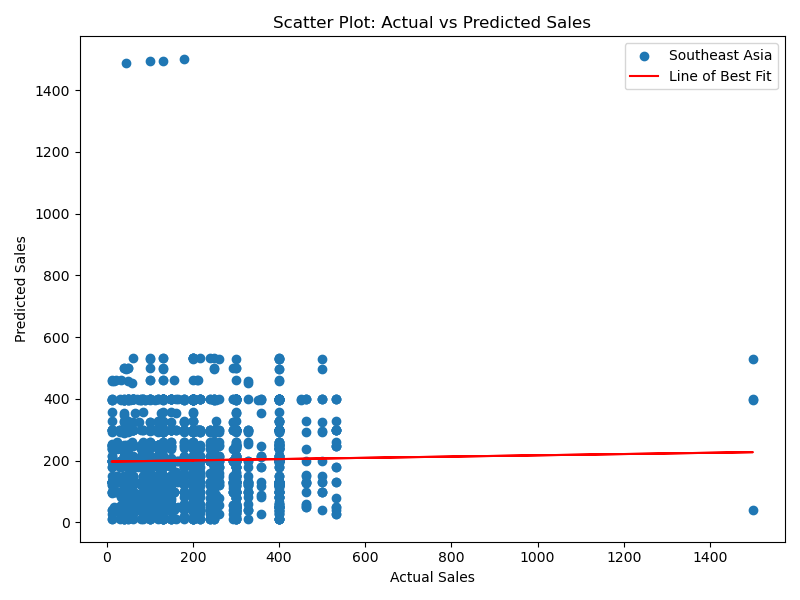 Scatter Plot: Actual vs Predicted Sales
Southeast Asia
Line of Best Fit
Predicted Sales
1400
1200
1000
800
600
400
200
0
0 200 400 600 800 1000 1200 1400
Actual Sales